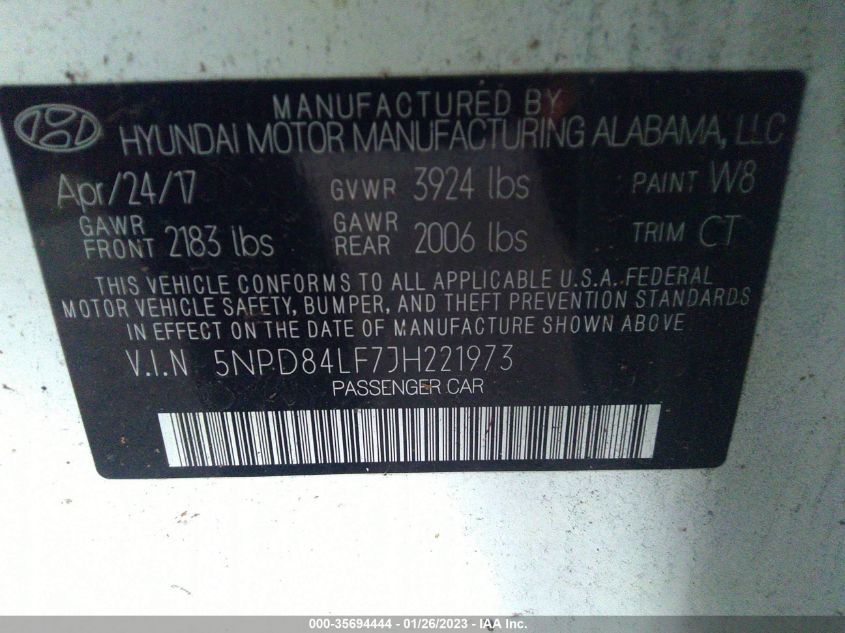 MANUFACTURED BY
HYUNDAI MOTOR MANUFACTURING ALABAMA, LLC
Apr/24/17 GVWR 3924 lbs PAINT W8
GAWR FRONT 2183 lbs GAWR REAR 2006 lbs TRIM CT
THIS VEHICLE CONFORMS TO ALL APPLICABLE U.S.A. FEDERAL
MOTOR VEHICLE SAFETY, BUMPER, AND THEFT PREVENTION STANDARDS
IN EFFECT ON THE DATE OF MANUFACTURE SHOWN ABOVE
V.I.N 5NPD84LF7JH221973
PASSENGER CAR
000-35694444 - 01/26/2023 - IAA Inc.